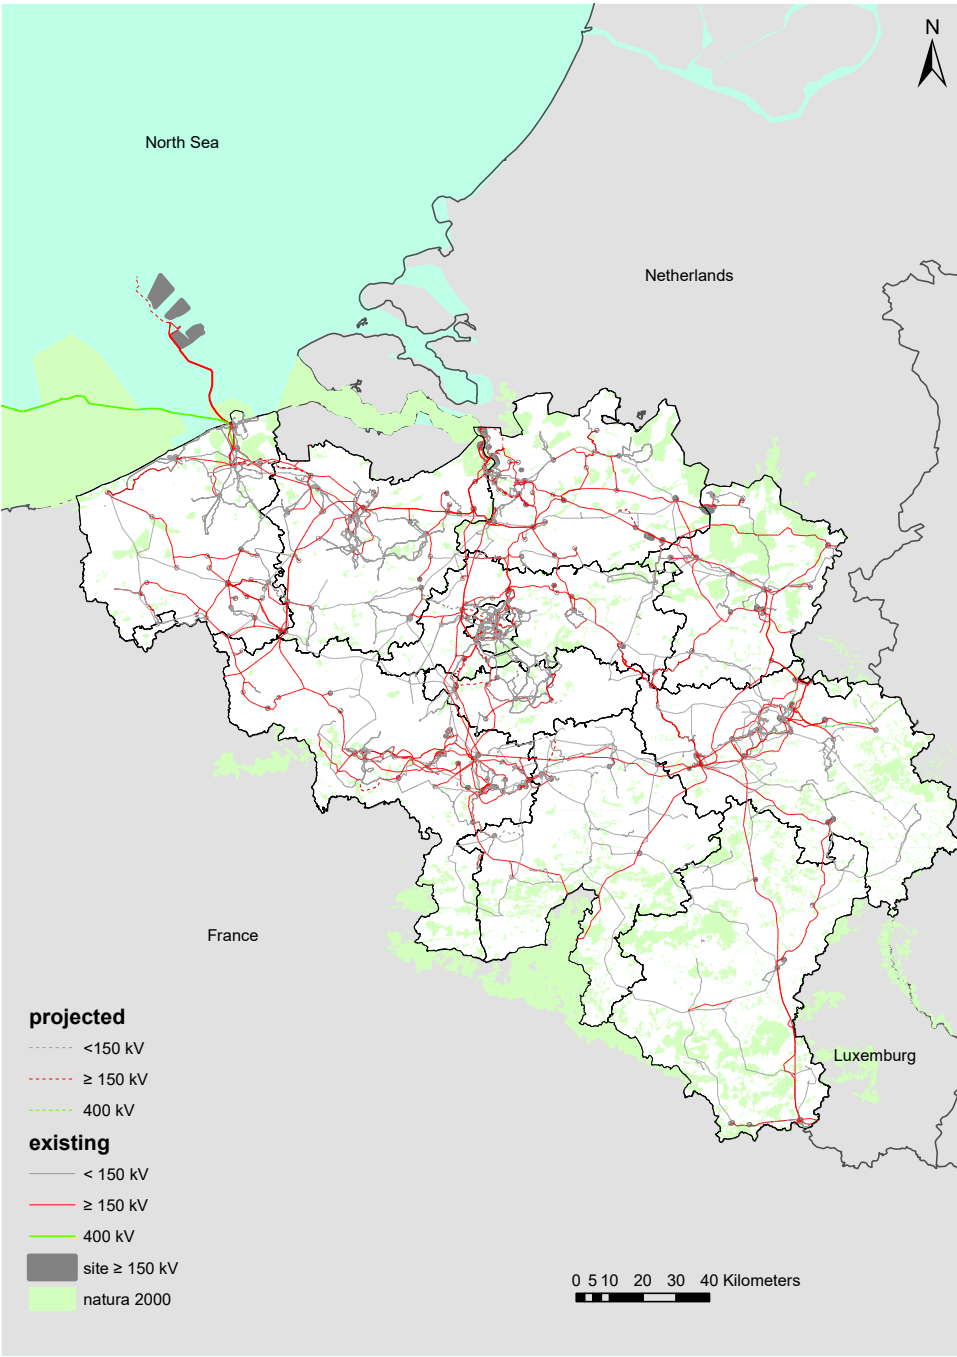 N
North Sea
Netherlands
France
Luxemburg
projected
<150 kV
≥ 150 kV
400 kV
existing
< 150 kV
≥ 150 kV
400 kV
site ≥ 150 kV
natura 2000
0 5 10 20 30 40 Kilometers